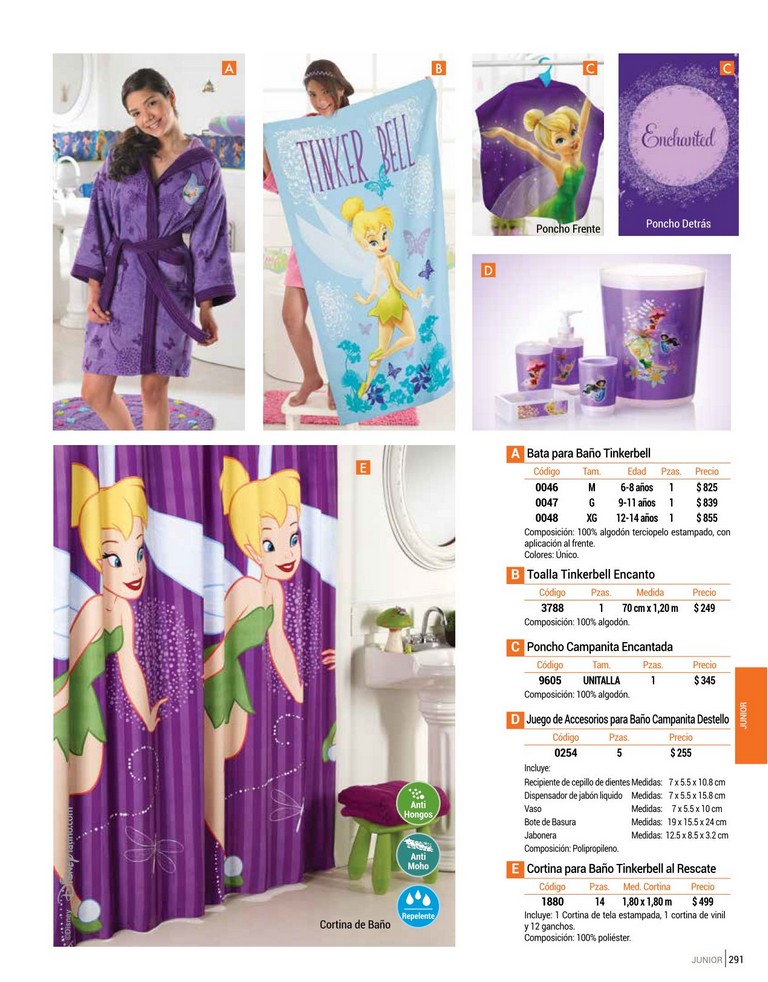 A
B
TINKER BELL
C
Poncho Frente
C
Enchanted
Poncho Detrás
D
E
Anti
Hongos
Anti
Moho
Repelente
Cortina de Baño
©Disney
A Bata para Baño Tinkerbell
Código Tam. Edad Pzas. Precio
0046 M 6-8 años 1 $ 825
0047 G 9-11 años 1 $ 839
0048 XG 12-14 años 1 $ 855
Composición: 100% algodón terciopelo estampado, con
aplicación al frente.
Colores: Único.
B Toalla Tinkerbell Encanto
Código Pzas. Medida Precio
3788 1 70 cm x 1,20 m $ 249
Composición: 100% algodón.
C Poncho Campanita Encantada
Código Tam. Pzas. Precio
9605 UNITALLA 1 $ 345
Composición: 100% algodón.
D Juego de Accesorios para Baño Campanita Destello
Código Pzas. Precio
0254 5 $ 255
Incluye:
Recipiente de cepillo de dientes Medidas: 7 x 5.5 x 10.8 cm
Dispensador de jabón liquido Medidas: 7 x 5.5 x 15.8 cm
Vaso Medidas: 7 x 5.5 x 10 cm
Bote de Basura Medidas: 19 x 15.5 x 24 cm
Jabonera Medidas: 12.5 x 8.5 x 3.2 cm
Composición: Polipropileno.
E Cortina para Baño Tinkerbell al Rescate
Código Pzas. Med. Cortina Precio
1880 14 1,80 x 1,80 m $ 499
Incluye: 1 Cortina de tela estampada, 1 cortina de vinil
y 12 ganchos.
Composición: 100% poliéster.
JUNIOR
JUNIOR 291